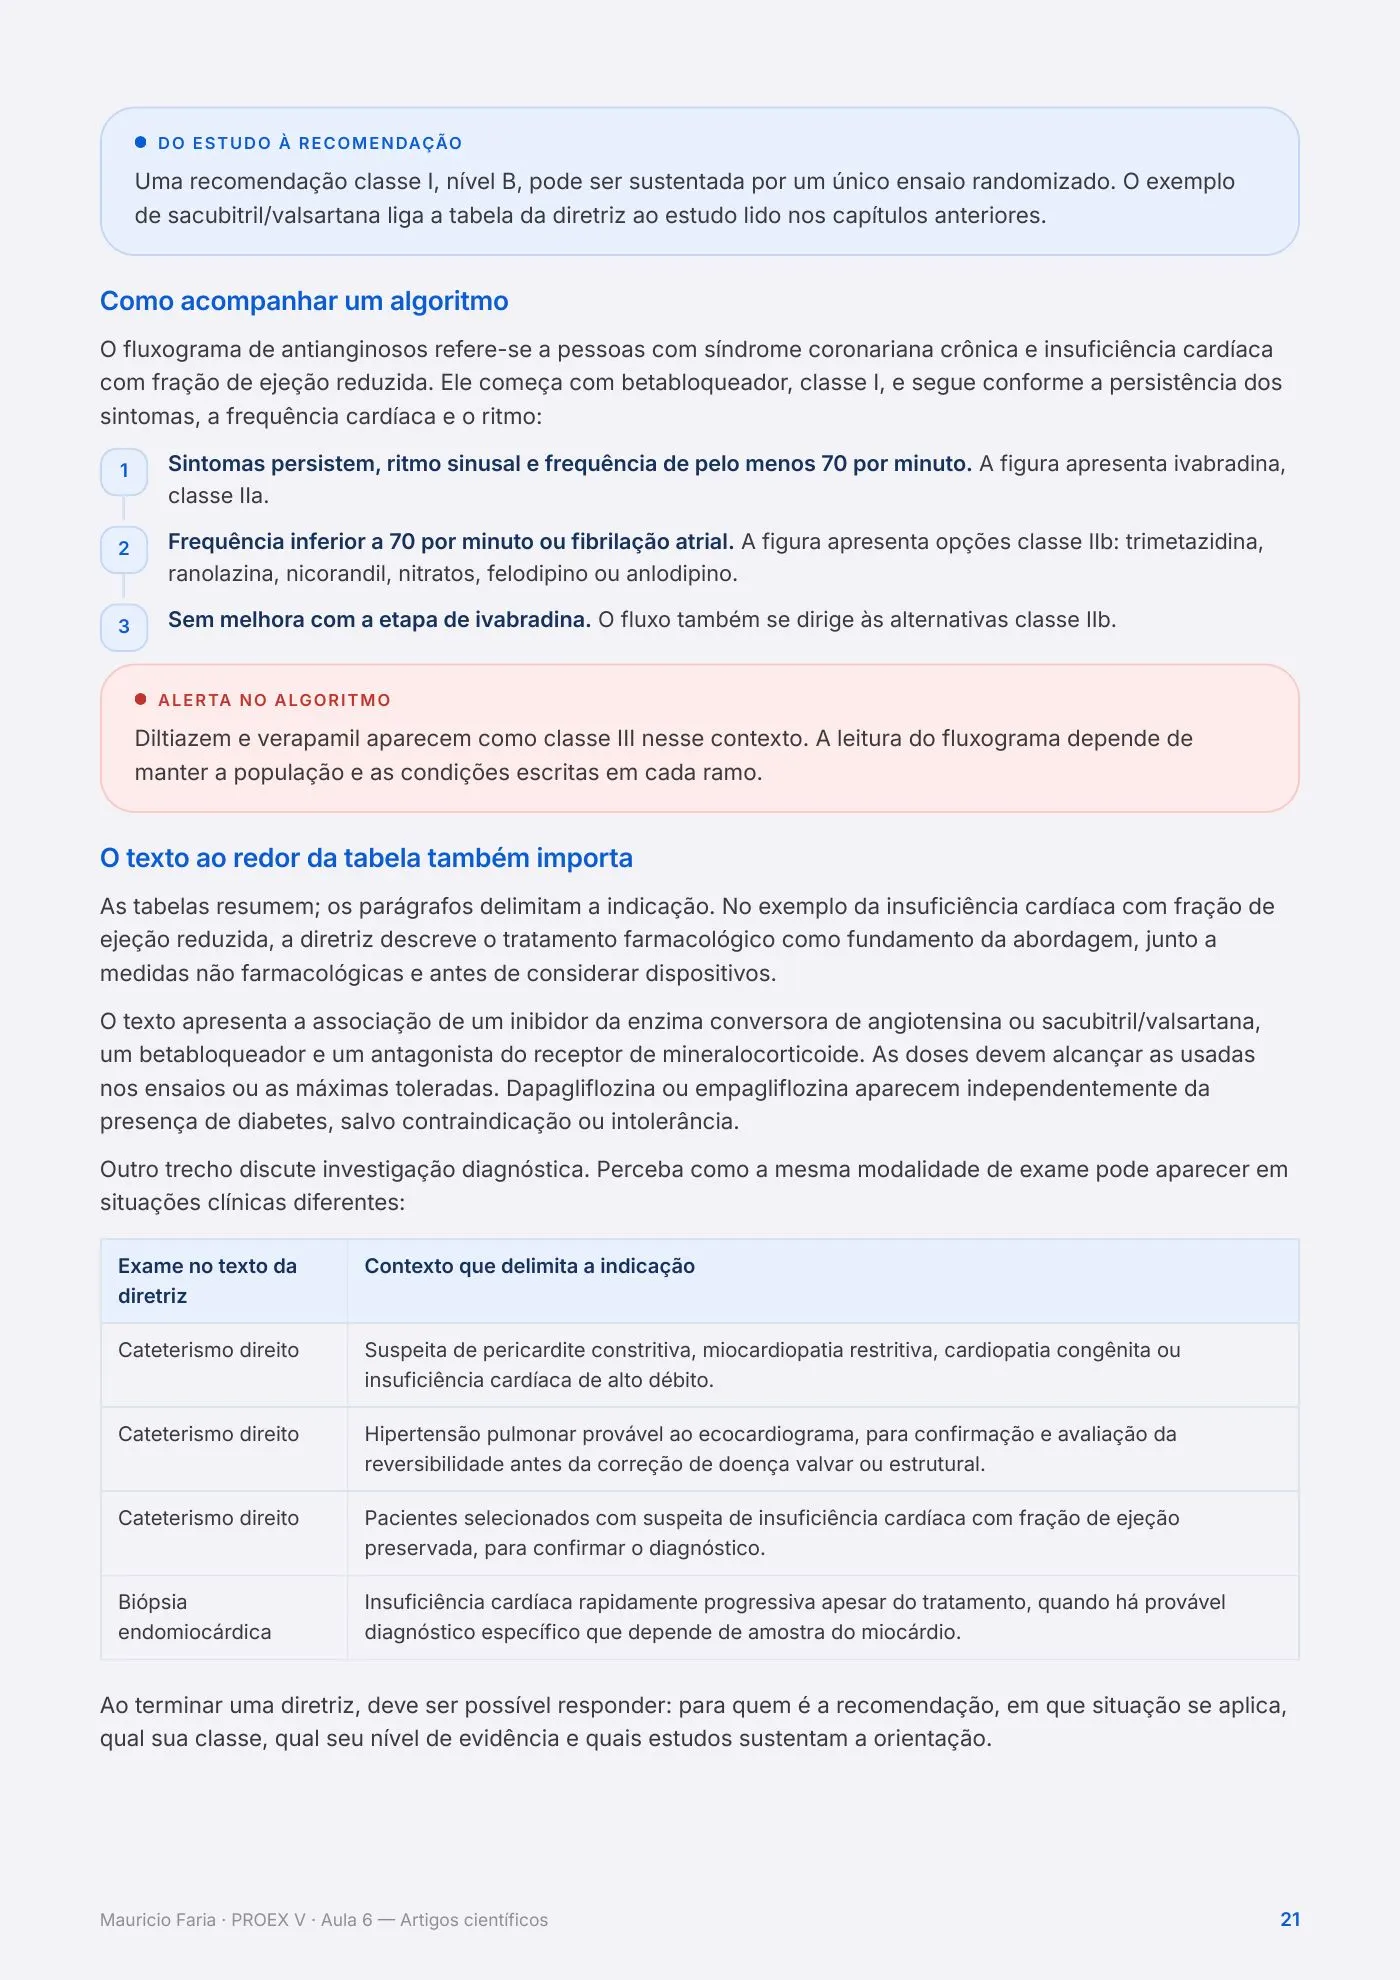 DO ESTUDO À RECOMENDAÇÃO
Uma recomendação classe I, nível B, pode ser sustentada por um único ensaio randomizado. O exemplo
de sacubitril/valsartana liga a tabela da diretriz ao estudo lido nos capítulos anteriores.
Como acompanhar um algoritmo
O fluxograma de antianginosos refere-se a pessoas com síndrome coronariana crônica e insuficiência cardíaca
com fração de ejeção reduzida. Ele começa com betabloqueador, classe I, e segue conforme a persistência dos
sintomas, a frequência cardíaca e o ritmo:
1 Sintomas persistem, ritmo sinusal e frequência de pelo menos 70 por minuto. A figura apresenta ivabradina,
classe IIa.
2 Frequência inferior a 70 por minuto ou fibrilação atrial. A figura apresenta opções classe IIb: trimetazidina,
ranolazina, nicorandil, nitratos, felodipino ou anlodipino.
3 Sem melhora com a etapa de ivabradina. O fluxo também se dirige às alternativas classe IIb.
ALERTA NO ALGORITMO
Diltiazem e verapamil aparecem como classe III nesse contexto. A leitura do fluxograma depende de
manter a população e as condições escritas em cada ramo.
O texto ao redor da tabela também importa
As tabelas resumem; os parágrafos delimitam a indicação. No exemplo da insuficiência cardíaca com fração de
ejeção reduzida, a diretriz descreve o tratamento farmacológico como fundamento da abordagem, junto a
medidas não farmacológicas e antes de considerar dispositivos.
O texto apresenta a associação de um inibidor da enzima conversora de angiotensina ou sacubitril/valsartana,
um betabloqueador e um antagonista do receptor de mineralocorticoide. As doses devem alcançar as usadas
nos ensaios ou as máximas toleradas. Dapagliflozina ou empagliflozina aparecem independentemente da
presença de diabetes, salvo contraindicação ou intolerância.
Outro trecho discute investigação diagnóstica. Perceba como a mesma modalidade de exame pode aparecer em
situações clínicas diferentes:
Exame no texto da
diretriz
Contexto que delimita a indicação
Cateterismo direito
Suspeita de pericardite constritiva, miocardiopatia restritiva, cardiopatia congênita ou
insuficiência cardíaca de alto débito.
Cateterismo direito
Hipertensão pulmonar provável ao ecocardiograma, para confirmação e avaliação da
reversibilidade antes da correção de doença valvar ou estrutural.
Cateterismo direito
Pacientes selecionados com suspeita de insuficiência cardíaca com fração de ejeção
preservada, para confirmar o diagnóstico.
Biópsia
endomiocárdica
Insuficiência cardíaca rapidamente progressiva apesar do tratamento, quando há provável
diagnóstico específico que depende de amostra do miocárdio.
Ao terminar uma diretriz, deve ser possível responder: para quem é a recomendação, em que situação se aplica,
qual sua classe, qual seu nível de evidência e quais estudos sustentam a orientação.
Mauricio Faria · PROEX V · Aula 6 — Artigos científicos
21